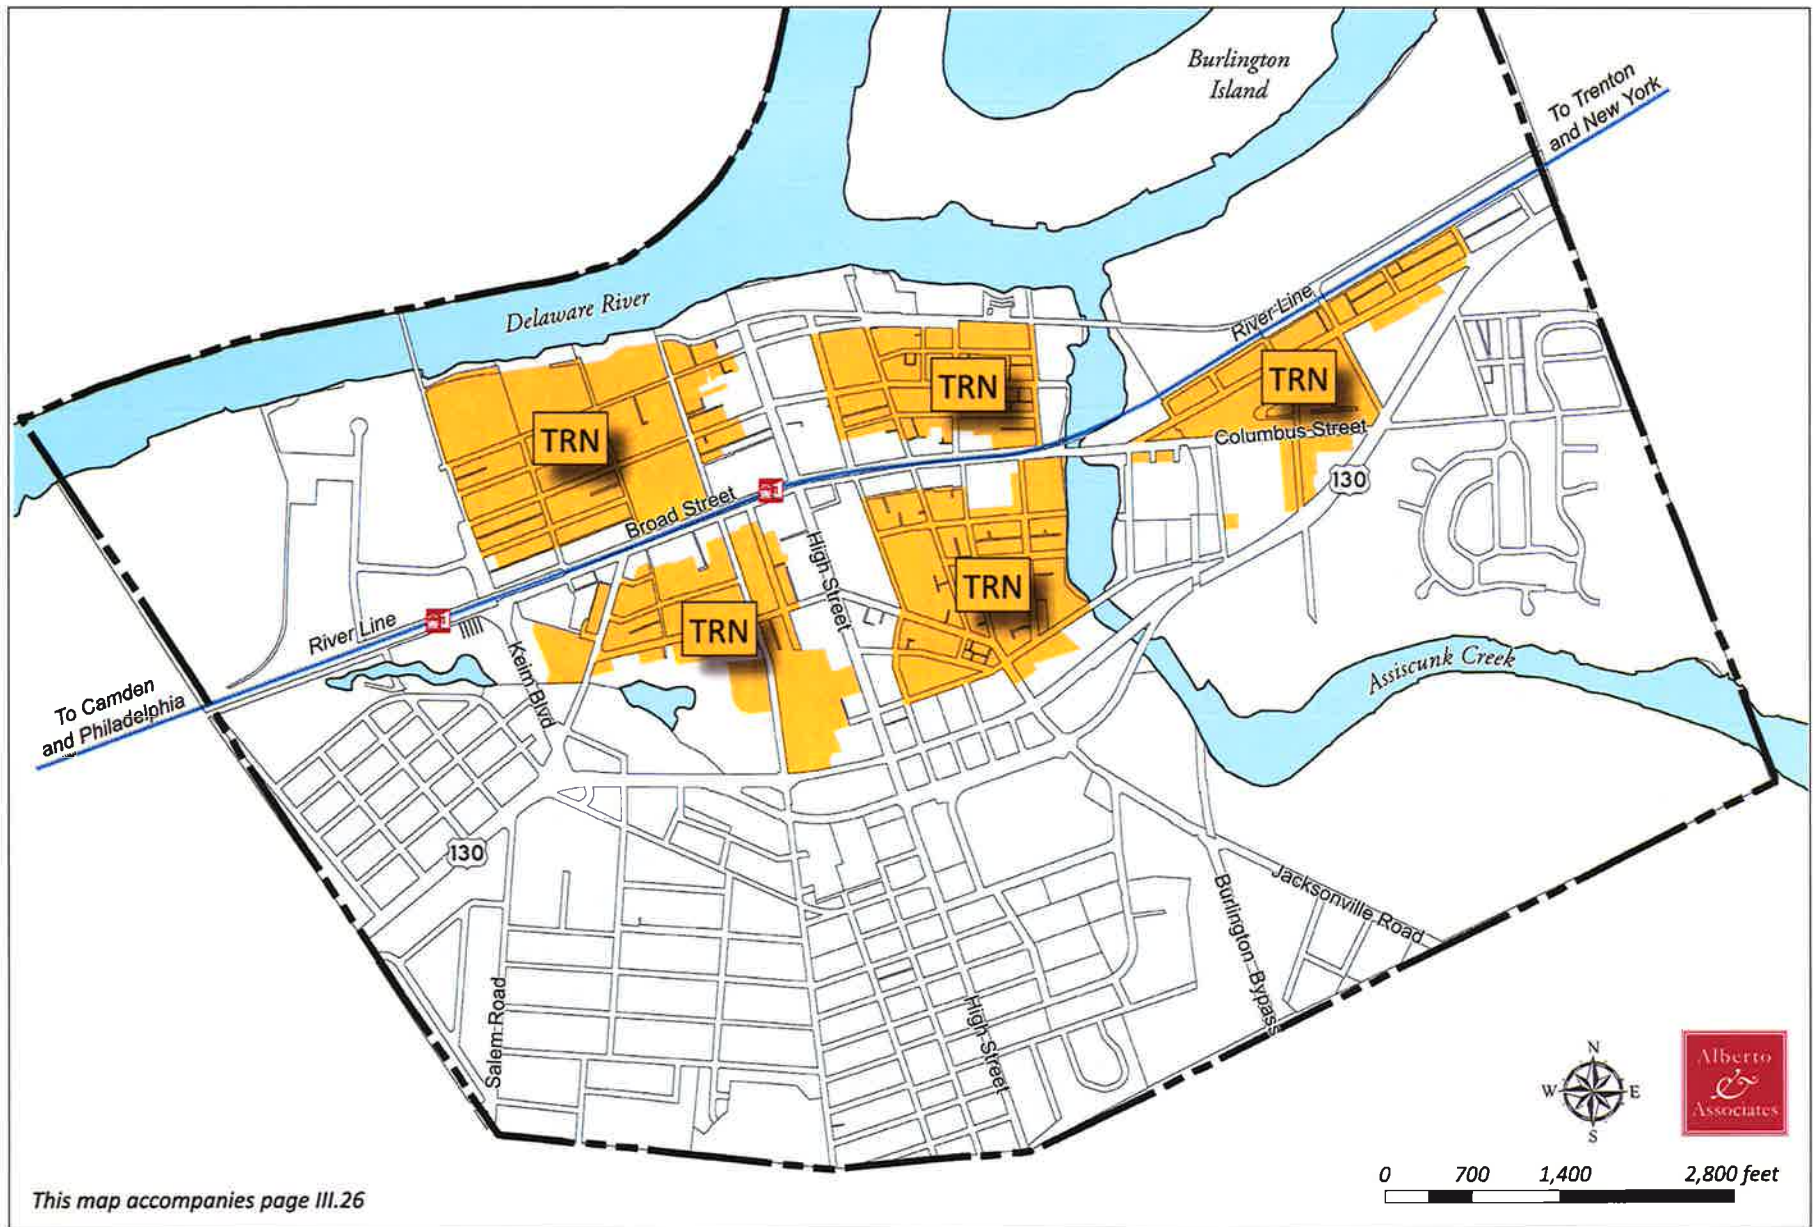 Burlington
Island
To Trenton
and New York
Delaware River
River Line
TRN
TRN
TRN
Columbus Street
130
Broad Street
High Street
TRN
TRN
River Line
Keim Blvd
Assiscunk Creek
To Camden
and Philadelphia
130
Jacksonville Road
Burlington Bypass
Salem Road
High Street
N
W E
S
Alberto
&
Associates
0 700 1,400 2,800 feet
This map accompanies page III.26